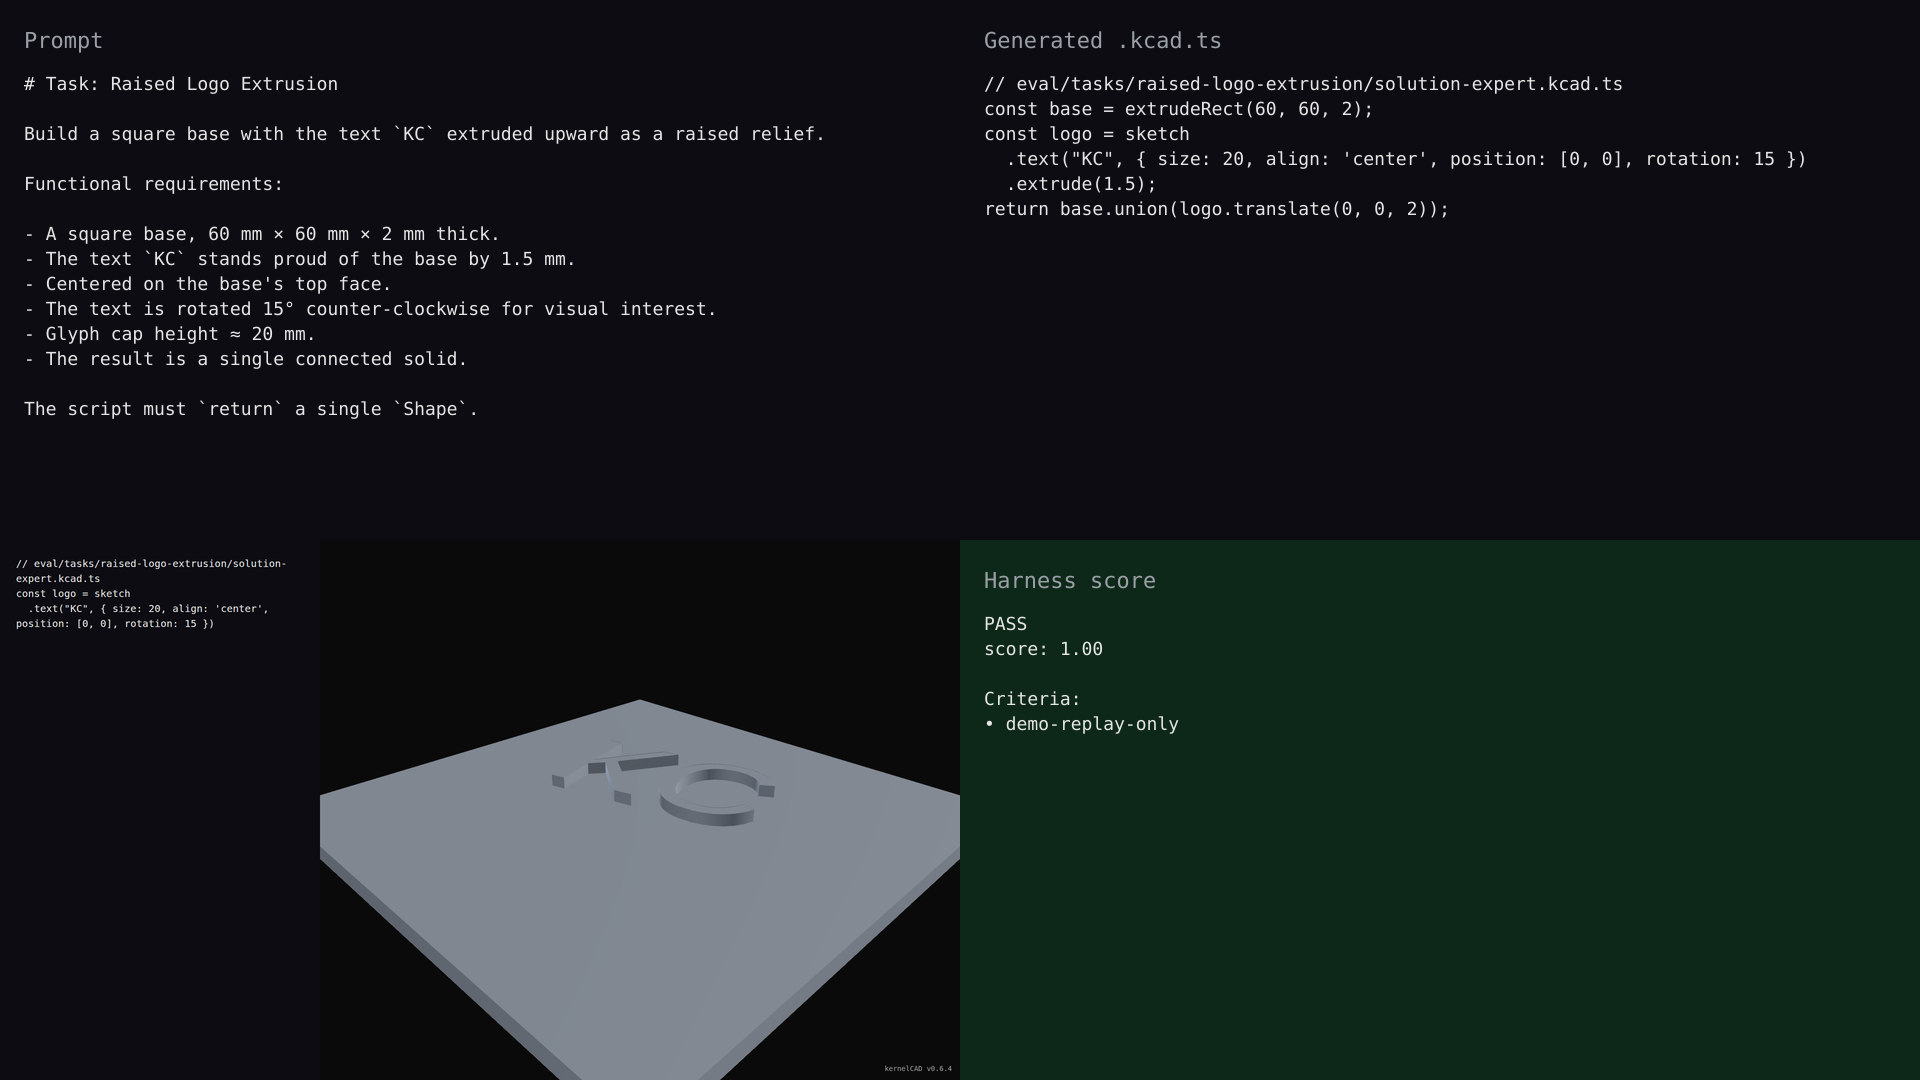 Prompt
# Task: Raised Logo Extrusion
Build a square base with the text `KC` extruded upward as a raised relief.
Functional requirements:
- A square base, 60 mm × 60 mm × 2 mm thick.
- The text `KC` stands proud of the base by 1.5 mm.
- Centered on the base's top face.
- The text is rotated 15° counter-clockwise for visual interest.
- Glyph cap height ≈ 20 mm.
- The result is a single connected solid.
The script must `return` a single `Shape`.
Generated .kcad.ts
// eval/tasks/raised-logo-extrusion/solution-expert.kcad.ts
const base = extrudeRect(60, 60, 2);
const logo = sketch
  .text("KC", { size: 20, align: 'center', position: [0, 0], rotation: 15 })
  .extrude(1.5);
return base.union(logo.translate(0, 0, 2));
// eval/tasks/raised-logo-extrusion/solution-
expert.kcad.ts
const logo = sketch
  .text("KC", { size: 20, align: 'center',
position: [0, 0], rotation: 15 })
KC
kernelCAD v0.6.4
Harness score
PASS
score: 1.00
Criteria:
• demo-replay-only